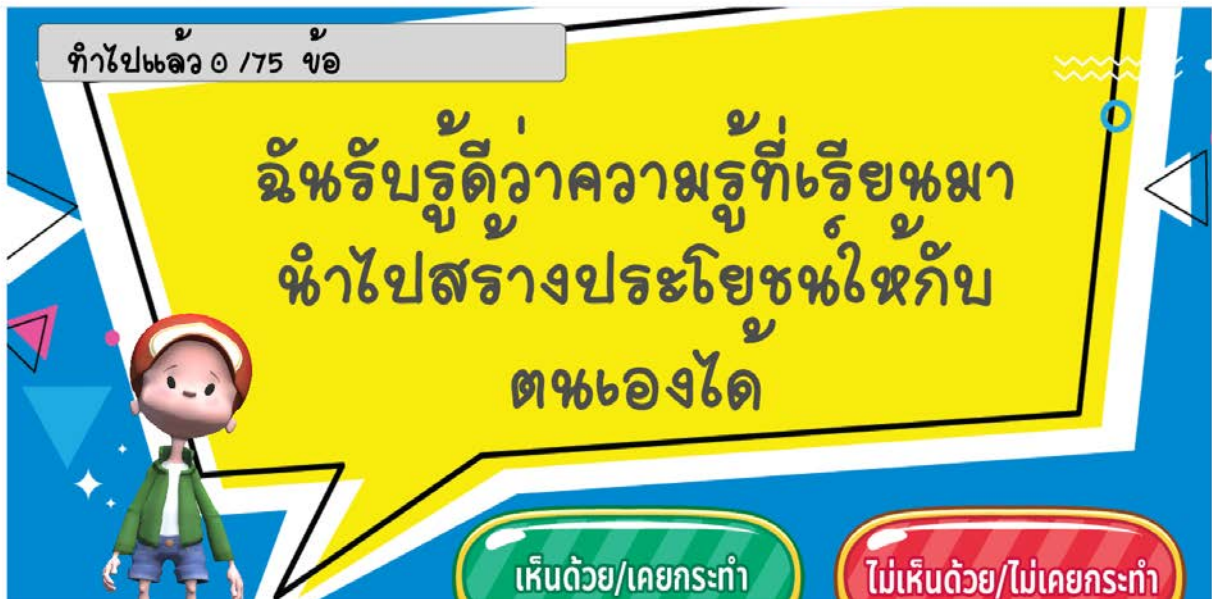 ทำไปแล้ว 0 /75 ข้อ
ฉันรับรู้ดีว่าความรู้ที่เรียนมา
นำไปสร้างประโยชน์ให้กับ
ตนเองได้
เห็นด้วย/เคยกระทำ
ไม่เห็นด้วย/ไม่เคยกระทำ